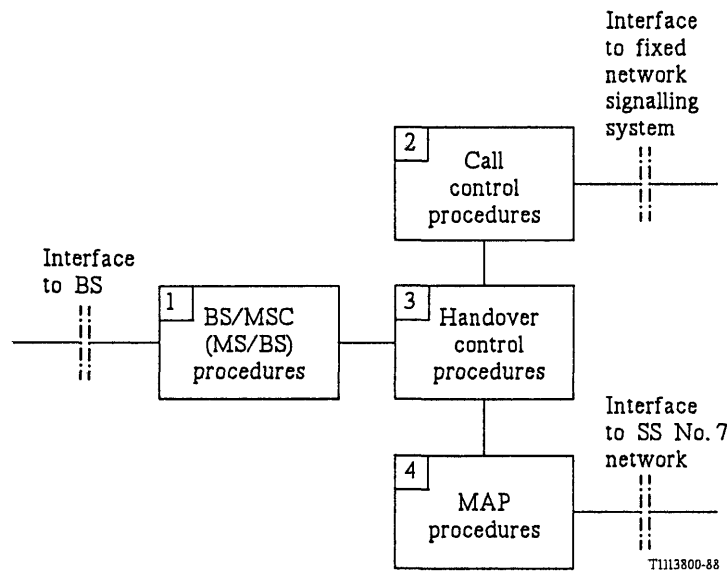 Interface
to fixed
network
signalling
system
2
Call
control
procedures
Interface
to BS
1
BS/MSC
(MS/BS)
procedures
3
Handover
control
procedures
Interface
to SS No. 7
network
4
MAP
procedures
T1113800-88